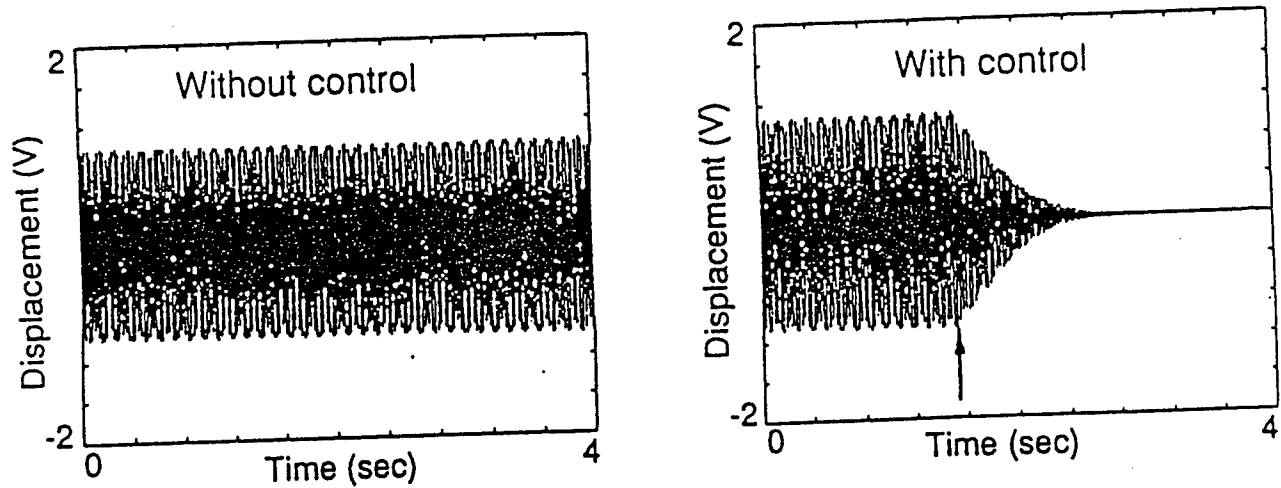 2
Without control
Displacement (V)
-2
0
Time (sec)
4
2
With control
Displacement (V)
-2
0
Time (sec)
4